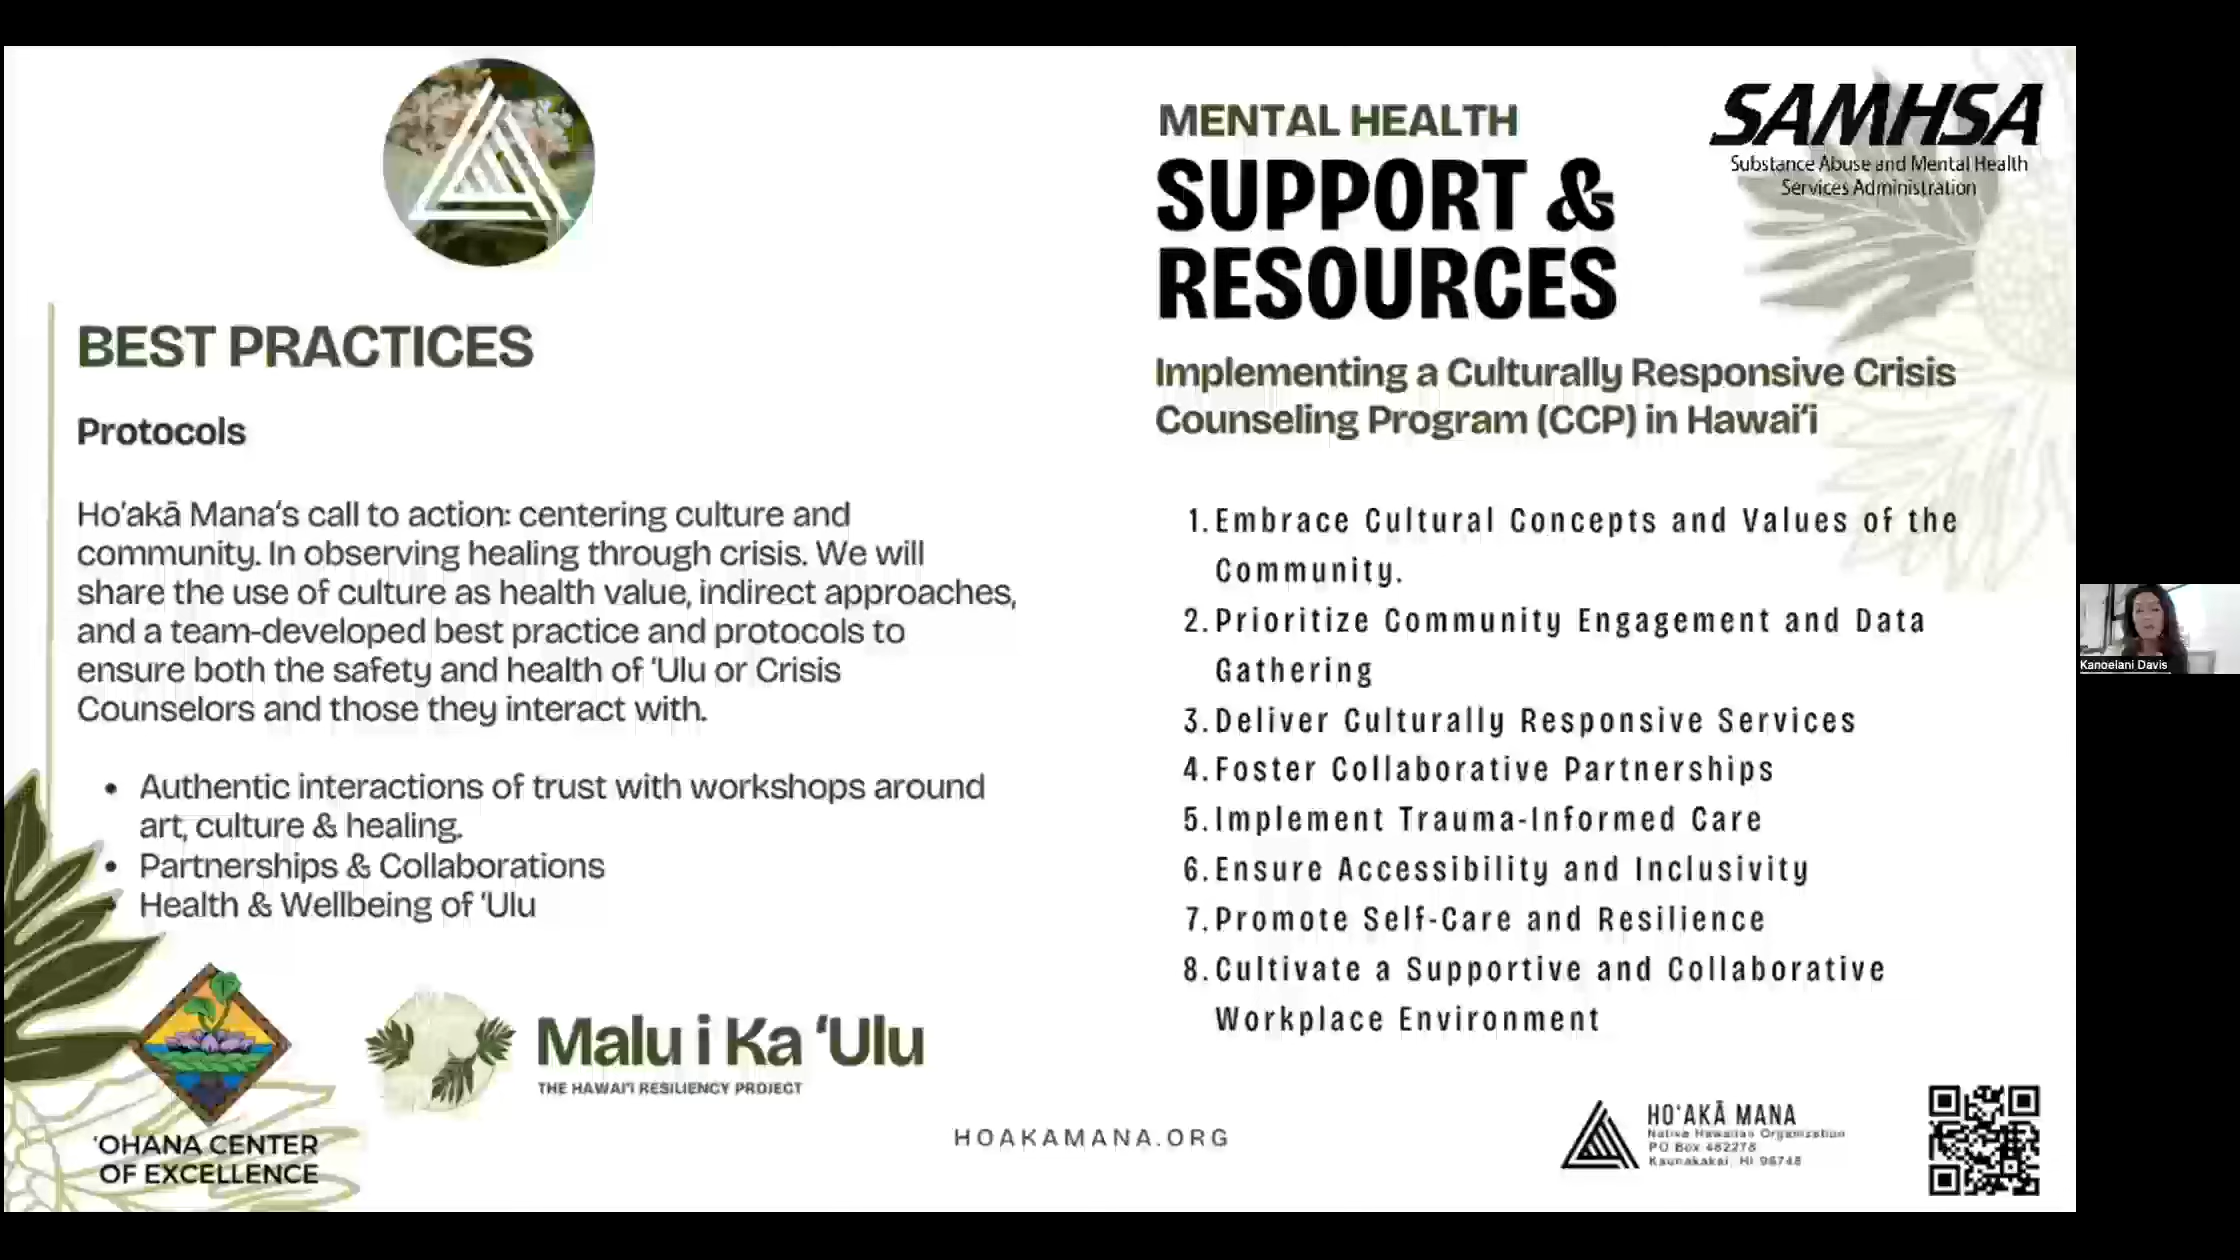 BEST PRACTICES
Protocols
Hoʻakā Mana‘s call to action: centering culture and
community. In observing healing through crisis. We will
share the use of culture as health value, indirect approaches,
and a team-developed best practice and protocols to
ensure both the safety and health of ‘Ulu or Crisis
Counselors and those they interact with.
• Authentic interactions of trust with workshops around
art, culture & healing.
• Partnerships & Collaborations
• Health & Wellbeing of ‘Ulu
ʻOHANA CENTER
OF EXCELLENCE
Malu i Ka ‘Ulu
THE HAWAI‘I RESILIENCY PROJECT
HOAKAMANA.ORG
MENTAL HEALTH
SUPPORT &
RESOURCES
SAMHSA
Substance Abuse and Mental Health
Services Administration
Implementing a Culturally Responsive Crisis
Counseling Program (CCP) in Hawai‘i
1. Embrace Cultural Concepts and Values of the
Community.
2. Prioritize Community Engagement and Data
Gathering
3. Deliver Culturally Responsive Services
4. Foster Collaborative Partnerships
5. Implement Trauma-Informed Care
6. Ensure Accessibility and Inclusivity
7. Promote Self-Care and Resilience
8. Cultivate a Supportive and Collaborative
Workplace Environment
HOʻAKĀ MANA
Native Hawaiian Organization
PO Box 482278
Kaunakakai, HI 96748
Kanoelani Davis